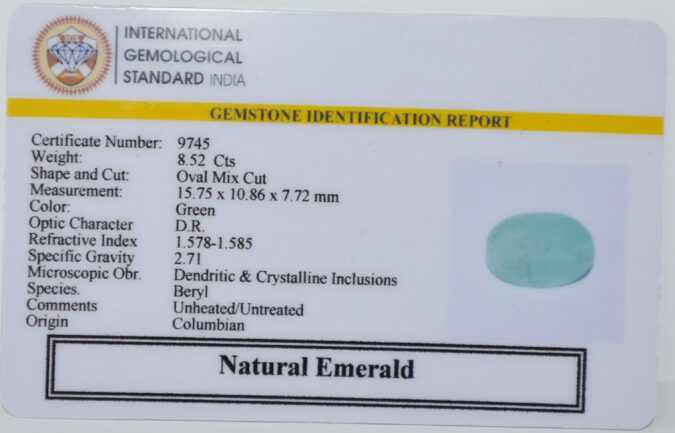 IGS
INTERNATIONAL
GEMOLOGICAL
STANDARD INDIA
GEMSTONE IDENTIFICATION REPORT
Certificate Number: 9745
Weight: 8.52 Cts
Shape and Cut: Oval Mix Cut
Measurement: 15.75 x 10.86 x 7.72 mm
Color: Green
Optic Character D.R.
Refractive Index 1.578-1.585
Specific Gravity 2.71
Microscopic Obr. Dendritic & Crystalline Inclusions
Species. Beryl
Comments Unheated/Untreated
Origin Columbian
Natural Emerald